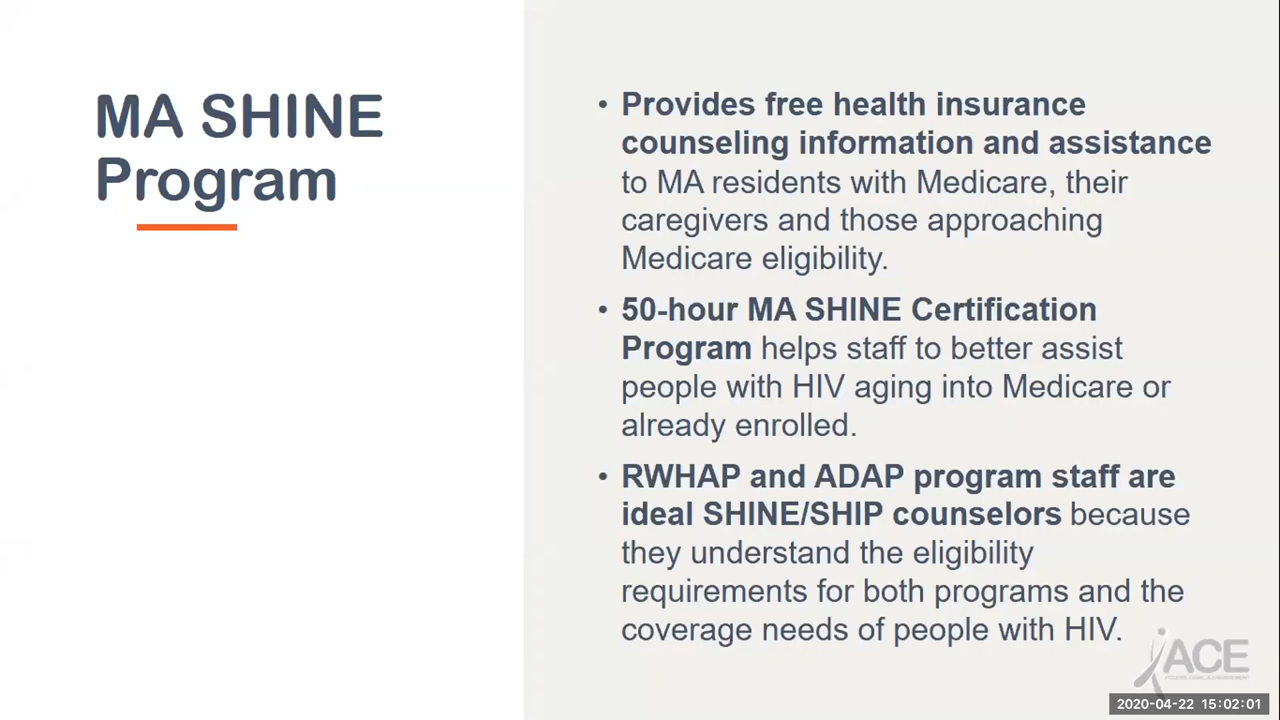 MA SHINE
Program
• Provides free health insurance
counseling information and assistance
to MA residents with Medicare, their
caregivers and those approaching
Medicare eligibility.
• 50-hour MA SHINE Certification
Program helps staff to better assist
people with HIV aging into Medicare or
already enrolled.
• RWHAP and ADAP program staff are
ideal SHINE/SHIP counselors because
they understand the eligibility
requirements for both programs and the
coverage needs of people with HIV.
ACE
2020-04-22 15:02:01